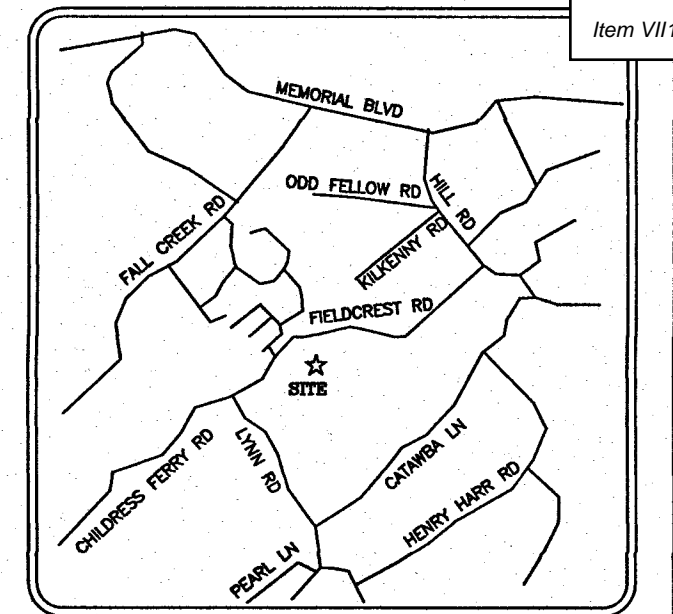 Item VII1
MEMORIAL BLVD
ODD FELLOW RD
HILL RD
FALL CREEK RD
KILKENNY RD
FIELDCREST RD
SITE
CATAWBA LN
LYNN RD
CHILDRESS FERRY RD
HENRY HARR RD
PEARL LN